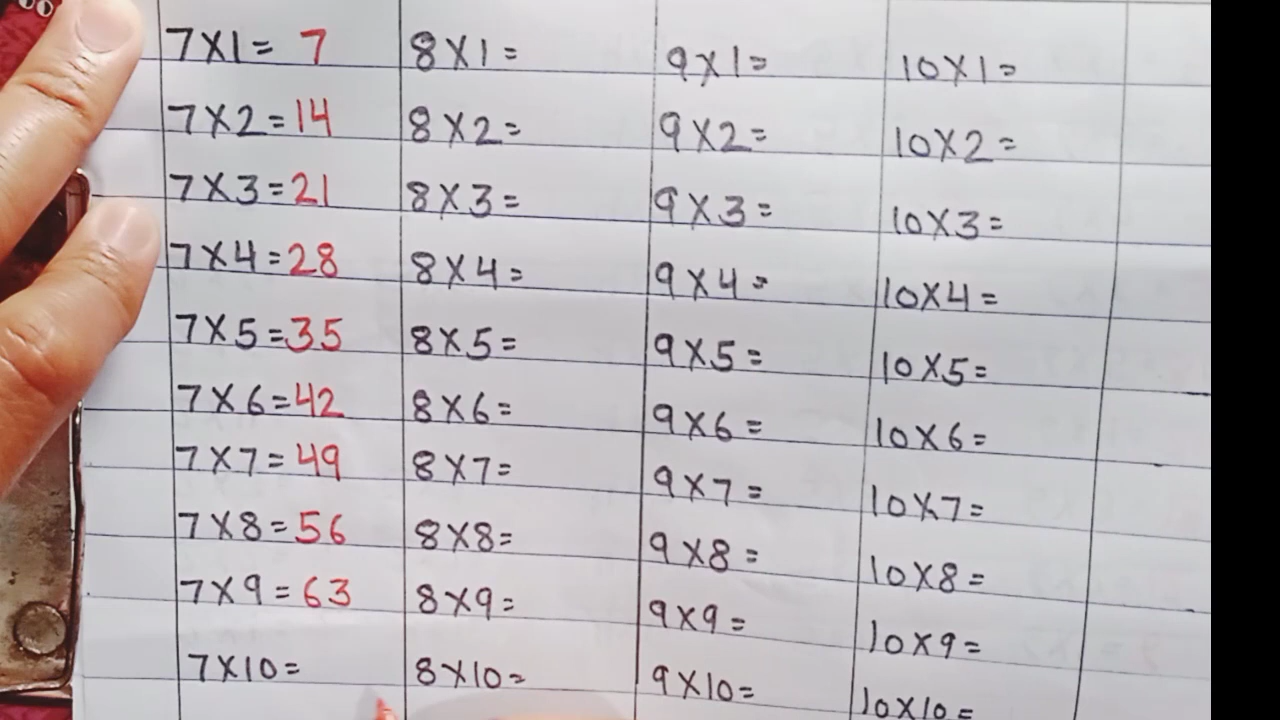 7X1= 7 8X1= 9X1= 10X1=
7X2=14 8X2= 9X2= 10X2=
7X3=21 8X3= 9X3= 10X3=
7X4=28 8X4= 9X4= 10X4=
7X5=35 8X5= 9X5= 10X5=
7X6=42 8X6= 9X6= 10X6=
7X7=49 8X7= 9X7= 10X7=
7X8=56 8X8= 9X8= 10X8=
7X9=63 8X9= 9X9= 10X9=
7X10= 8X10= 9X10= 10X10=